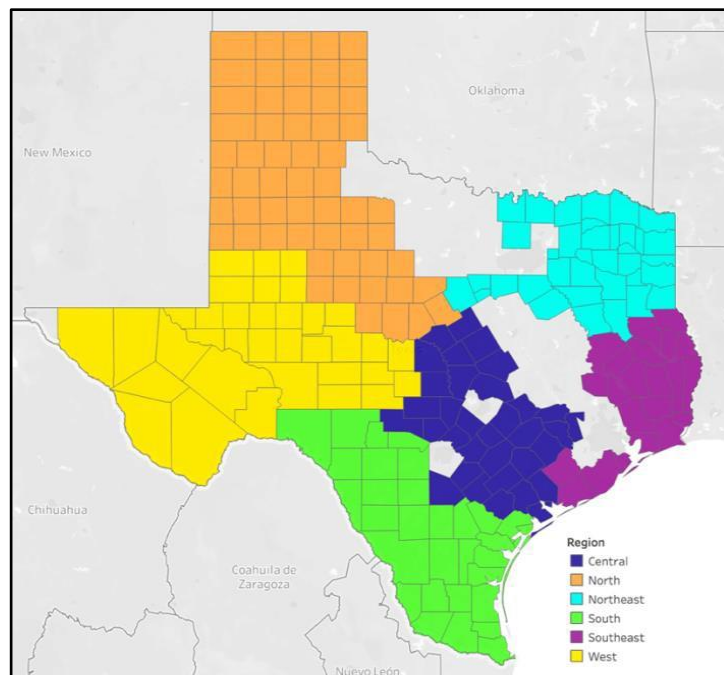 Oklahoma
New Mexico
Chihuahua
Coahuila de
Zaragoza
Nuevo León
Region
Central
North
Northeast
South
Southeast
West